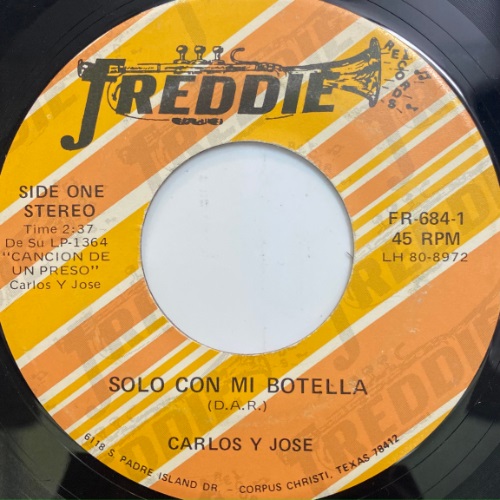 FREDDIE
RECORDS
SIDE ONE
STEREO
Time 2:37
De Su LP-1364
"CANCION DE
UN PRESO"
Carlos Y Jose
FR-684-1
45 RPM
LH 80-8972
SOLO CON MI BOTELLA
(D.A.R.)
CARLOS Y JOSE
6118 S. PADRE ISLAND DR - CORPUS CHRISTI, TEXAS 78412